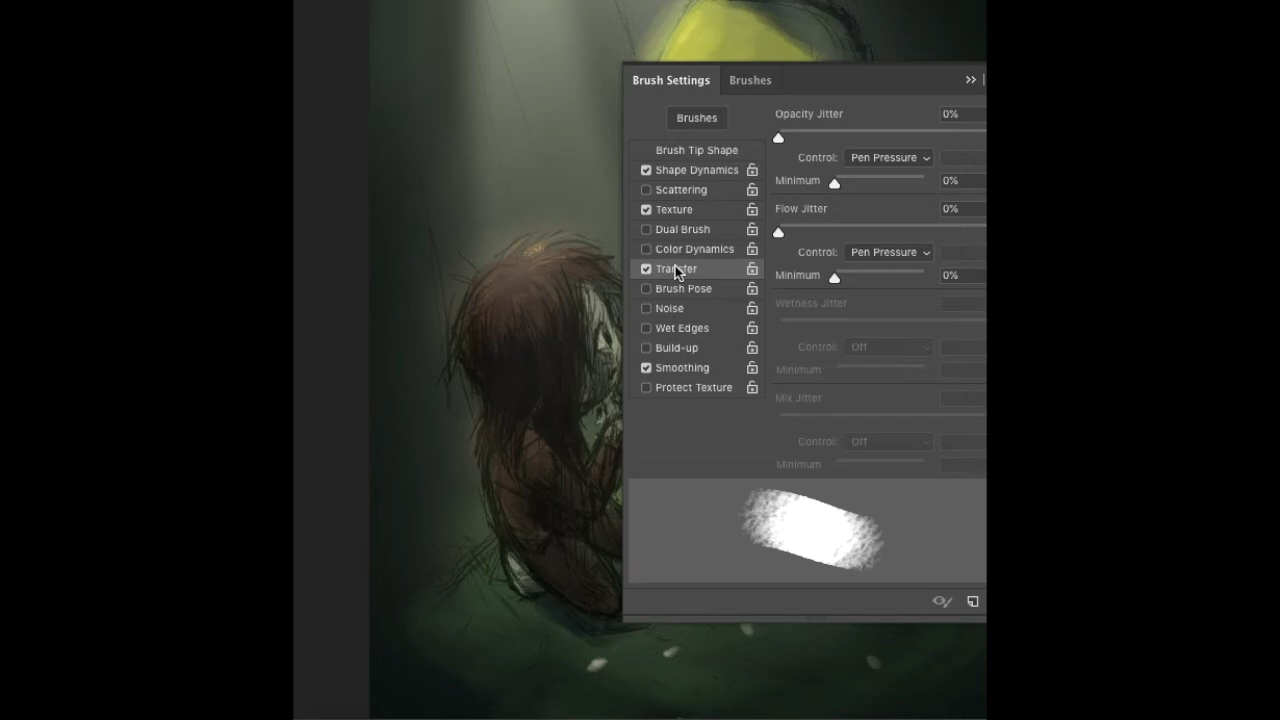 Brush Settings Brushes
Brushes
Brush Tip Shape
Shape Dynamics
Scattering
Texture
Dual Brush
Color Dynamics
Transfer
Brush Pose
Noise
Wet Edges
Build-up
Smoothing
Protect Texture
Opacity Jitter 0%
Control: Pen Pressure
Minimum 0%
Flow Jitter 0%
Control: Pen Pressure
Minimum 0%
Wetness Jitter
Control: Off
Minimum
Mix Jitter
Control: Off
Minimum